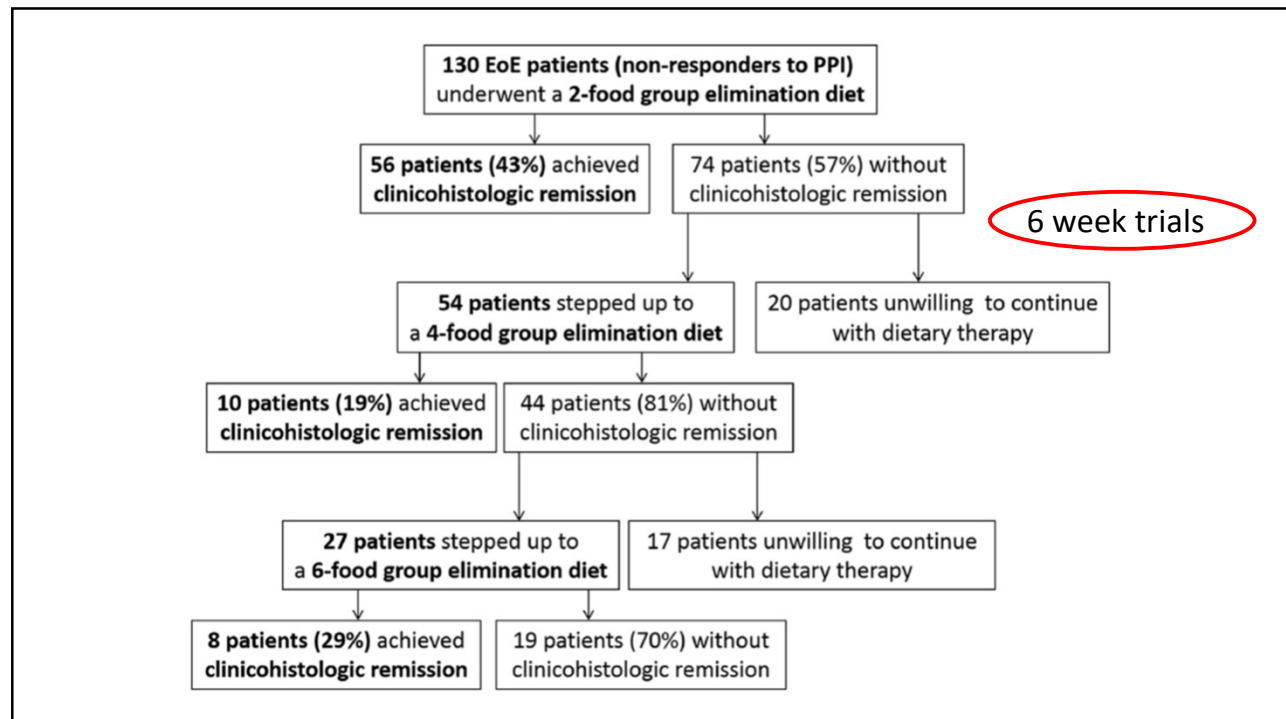 130 EoE patients (non-responders to PPI)
underwent a 2-food group elimination diet
56 patients (43%) achieved
clinicohistologic remission
74 patients (57%) without
clinicohistologic remission
6 week trials
54 patients stepped up to
a 4-food group elimination diet
20 patients unwilling to continue
with dietary therapy
10 patients (19%) achieved
clinicohistologic remission
44 patients (81%) without
clinicohistologic remission
27 patients stepped up to
a 6-food group elimination diet
17 patients unwilling to continue
with dietary therapy
8 patients (29%) achieved
clinicohistologic remission
19 patients (70%) without
clinicohistologic remission